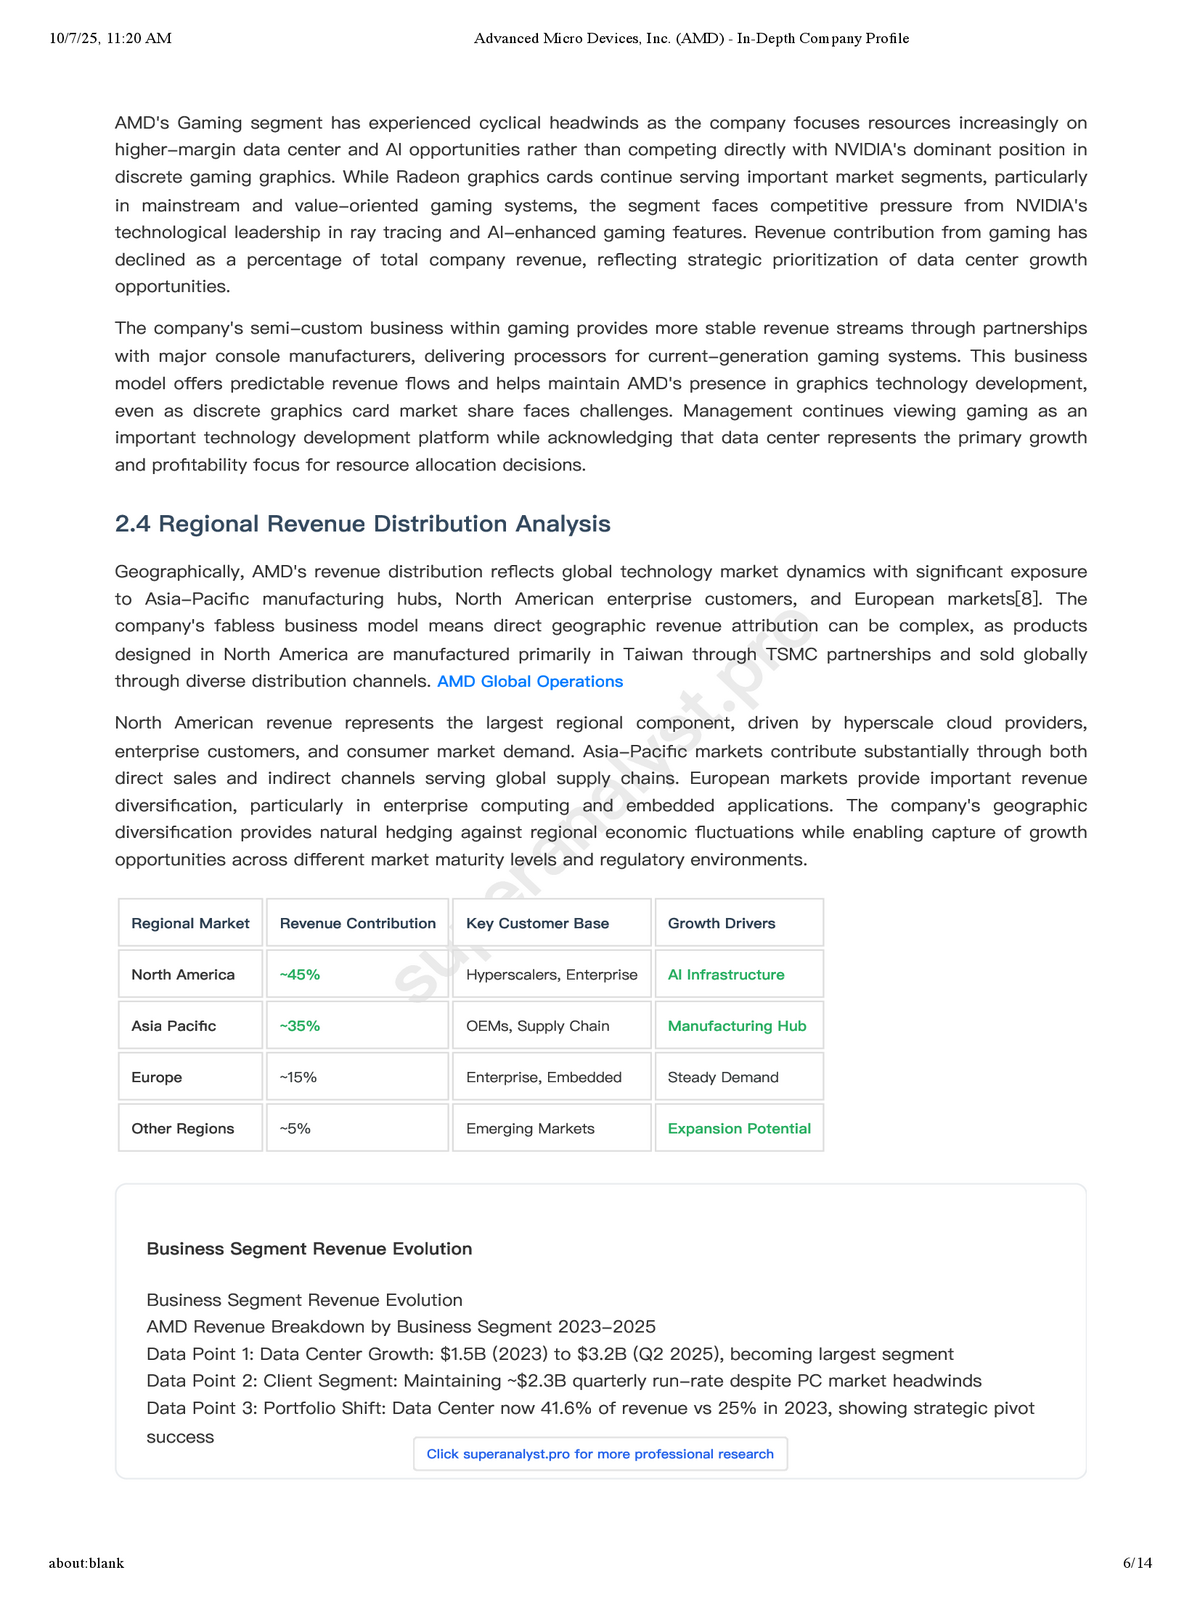 10/7/25, 11:20 AM Advanced Micro Devices, Inc. (AMD) - In-Depth Company Profile
AMD's Gaming segment has experienced cyclical headwinds as the company focuses resources increasingly on
higher-margin data center and AI opportunities rather than competing directly with NVIDIA's dominant position in
discrete gaming graphics. While Radeon graphics cards continue serving important market segments, particularly
in mainstream and value-oriented gaming systems, the segment faces competitive pressure from NVIDIA's
technological leadership in ray tracing and AI-enhanced gaming features. Revenue contribution from gaming has
declined as a percentage of total company revenue, reflecting strategic prioritization of data center growth
opportunities.
The company's semi-custom business within gaming provides more stable revenue streams through partnerships
with major console manufacturers, delivering processors for current-generation gaming systems. This business
model offers predictable revenue flows and helps maintain AMD's presence in graphics technology development,
even as discrete graphics card market share faces challenges. Management continues viewing gaming as an
important technology development platform while acknowledging that data center represents the primary growth
and profitability focus for resource allocation decisions.
2.4 Regional Revenue Distribution Analysis
Geographically, AMD's revenue distribution reflects global technology market dynamics with significant exposure
to Asia-Pacific manufacturing hubs, North American enterprise customers, and European markets[8]. The
company's fabless business model means direct geographic revenue attribution can be complex, as products
designed in North America are manufactured primarily in Taiwan through TSMC partnerships and sold globally
through diverse distribution channels. AMD Global Operations
North American revenue represents the largest regional component, driven by hyperscale cloud providers,
enterprise customers, and consumer market demand. Asia-Pacific markets contribute substantially through both
direct sales and indirect channels serving global supply chains. European markets provide important revenue
diversification, particularly in enterprise computing and embedded applications. The company's geographic
diversification provides natural hedging against regional economic fluctuations while enabling capture of growth
opportunities across different market maturity levels and regulatory environments.
Regional Market Revenue Contribution Key Customer Base Growth Drivers
North America ~45% Hyperscalers, Enterprise AI Infrastructure
Asia Pacific ~35% OEMs, Supply Chain Manufacturing Hub
Europe ~15% Enterprise, Embedded Steady Demand
Other Regions ~5% Emerging Markets Expansion Potential
superanalyst.pro
Business Segment Revenue Evolution
Business Segment Revenue Evolution
AMD Revenue Breakdown by Business Segment 2023-2025
Data Point 1: Data Center Growth: $1.5B (2023) to $3.2B (Q2 2025), becoming largest segment
Data Point 2: Client Segment: Maintaining ~$2.3B quarterly run-rate despite PC market headwinds
Data Point 3: Portfolio Shift: Data Center now 41.6% of revenue vs 25% in 2023, showing strategic pivot
success
Click superanalyst.pro for more professional research
about:blank 6/14